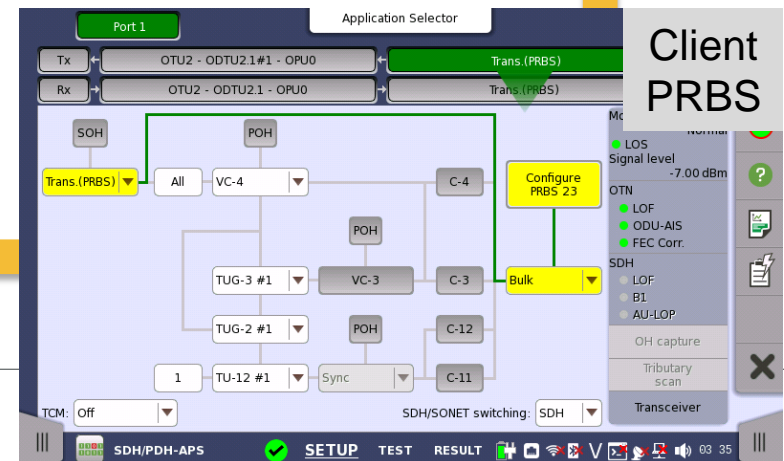 Port 1
Application Selector
Client
PRBS
Tx
OTU2 - ODTU2.1#1 - OPU0
Trans.(PRBS)
Rx
OTU2 - ODTU2.1 - OPU0
Trans.(PRBS)
Normal
LOS
Signal level
-7.00 dBm
OTN
LOF
ODU-AIS
FEC Corr.
SDH
LOF
B1
AU-LOP
OH capture
Tributary
scan
Transceiver
SOH
POH
Trans.(PRBS)
All
VC-4
C-4
Configure
PRBS 23
POH
TUG-3 #1
VC-3
C-3
Bulk
TUG-2 #1
POH
C-12
1
TU-12 #1
Sync
C-11
TCM: Off
SDH/SONET switching: SDH
SDH/PDH-APS
SETUP
TEST
RESULT
V
03 35